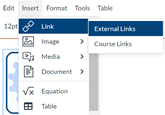 Edit Insert Format Tools Table
12pt Link External Links
Image Course Links
Media
Document
Equation
Table